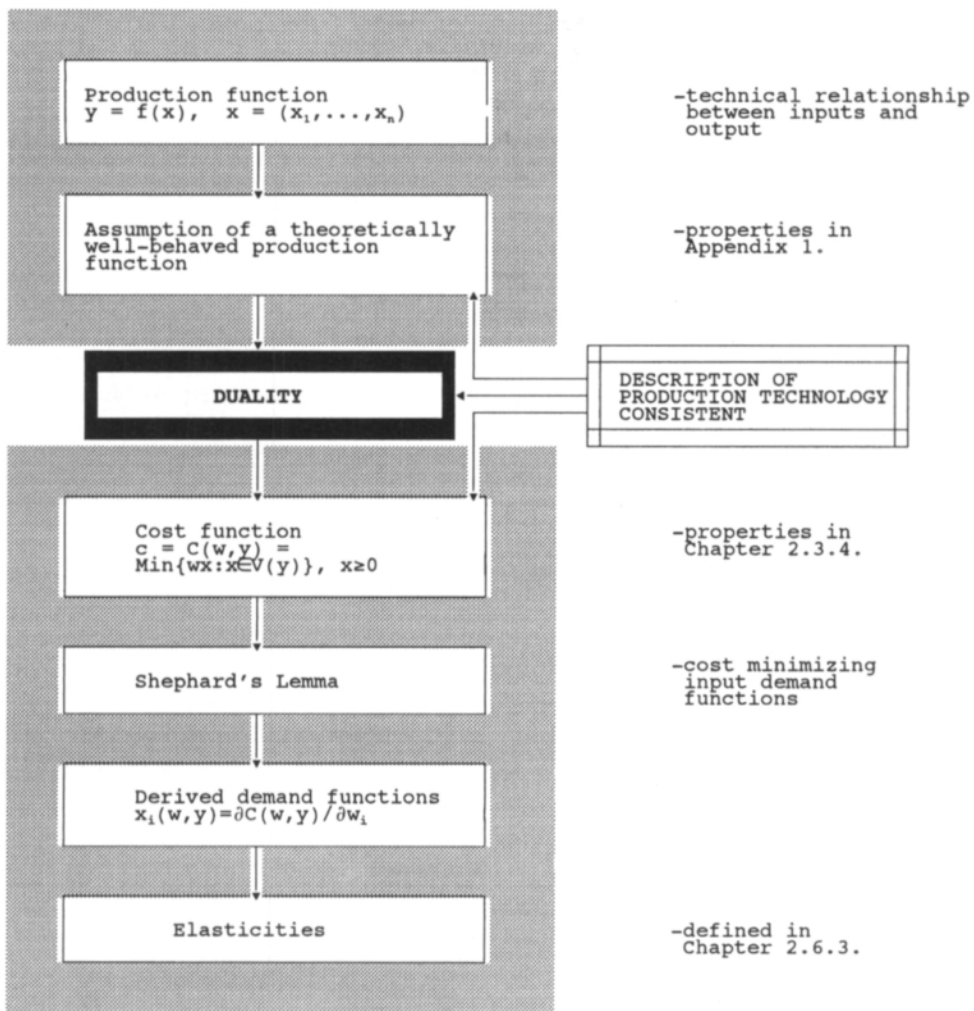 Production function
y = f(x), x = (x₁,...,xₙ)
-technical relationship
between inputs and
output
Assumption of a theoretically
well-behaved production
function
-properties in
Appendix 1.
DUALITY
DESCRIPTION OF
PRODUCTION TECHNOLOGY
CONSISTENT
Cost function
c = C(w,y) =
Min{wx:x∈V(y)}, x≥0
-properties in
Chapter 2.3.4.
Shephard's Lemma
-cost minimizing
input demand
functions
Derived demand functions
xᵢ(w,y)=∂C(w,y)/∂wᵢ
Elasticities
-defined in
Chapter 2.6.3.